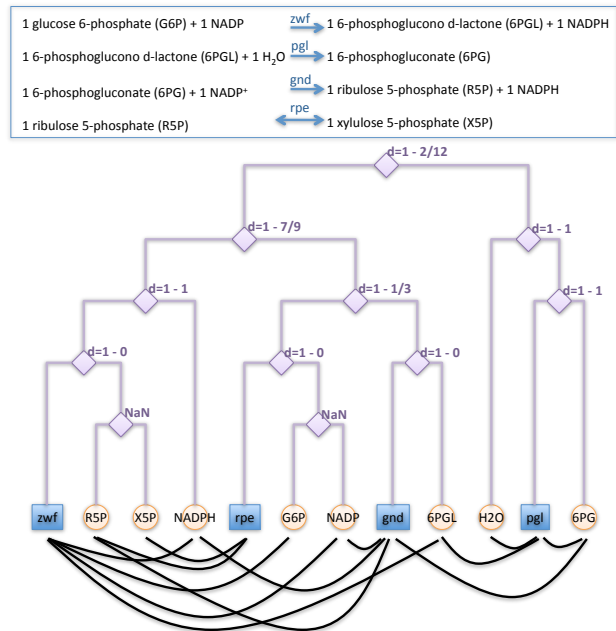 1 glucose 6-phosphate (G6P) + 1 NADP zwf 1 6-phosphoglucono d-lactone (6PGL) + 1 NADPH
1 6-phosphoglucono d-lactone (6PGL) + 1 H₂O pgl 1 6-phosphogluconate (6PG)
1 6-phosphogluconate (6PG) + 1 NADP⁺ gnd 1 ribulose 5-phosphate (R5P) + 1 NADPH
1 ribulose 5-phosphate (R5P) rpe 1 xylulose 5-phosphate (X5P)
d=1 - 2/12
d=1 - 7/9 d=1 - 1
d=1 - 1 d=1 - 1/3 d=1 - 1
d=1 - 0 d=1 - 0 d=1 - 0
NaN NaN
zwf R5P X5P NADPH rpe G6P NADP gnd 6PGL H2O pgl 6PG